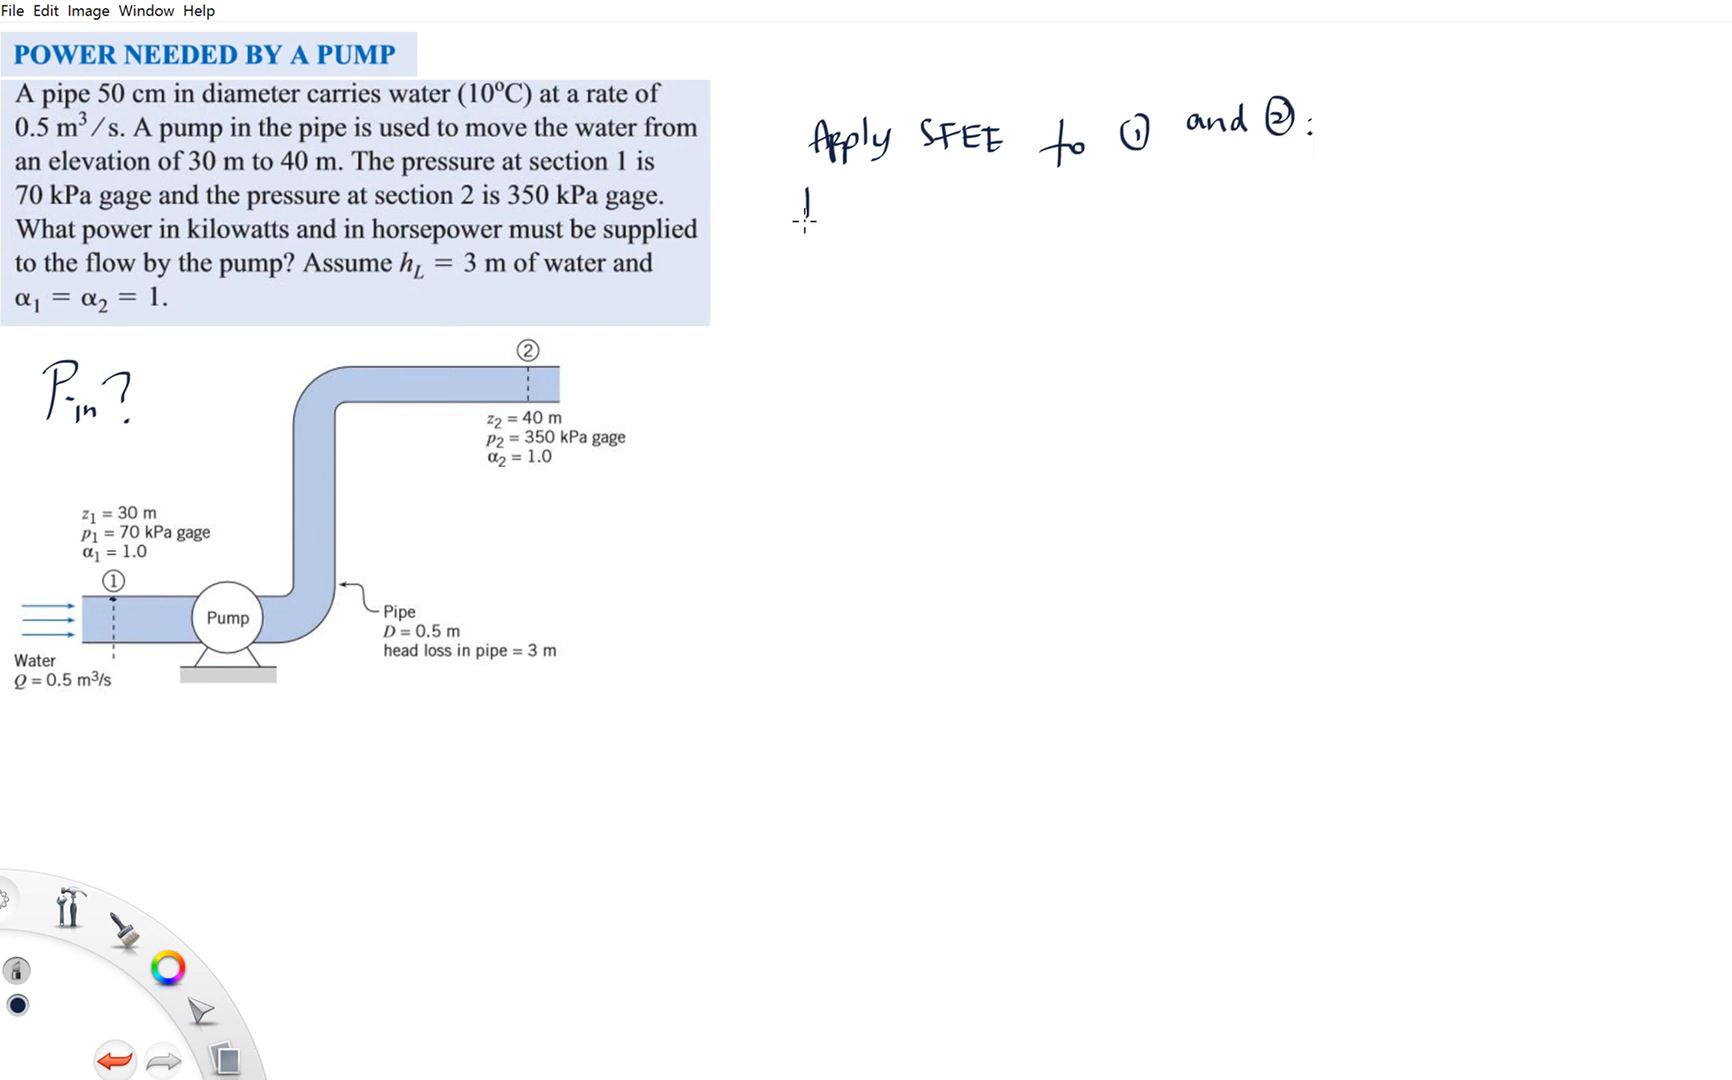 File Edit Image Window Help
POWER NEEDED BY A PUMP
A pipe 50 cm in diameter carries water (10°C) at a rate of
0.5 m³/s. A pump in the pipe is used to move the water from
an elevation of 30 m to 40 m. The pressure at section 1 is
70 kPa gage and the pressure at section 2 is 350 kPa gage.
What power in kilowatts and in horsepower must be supplied
to the flow by the pump? Assume h_L = 3 m of water and
α₁ = α₂ = 1.
Apply SFEE to ① and ②:
P_in?
②
z₂ = 40 m
p₂ = 350 kPa gage
α₂ = 1.0
z₁ = 30 m
p₁ = 70 kPa gage
α₁ = 1.0
①
Pump
Pipe
D = 0.5 m
head loss in pipe = 3 m
Water
Q = 0.5 m³/s